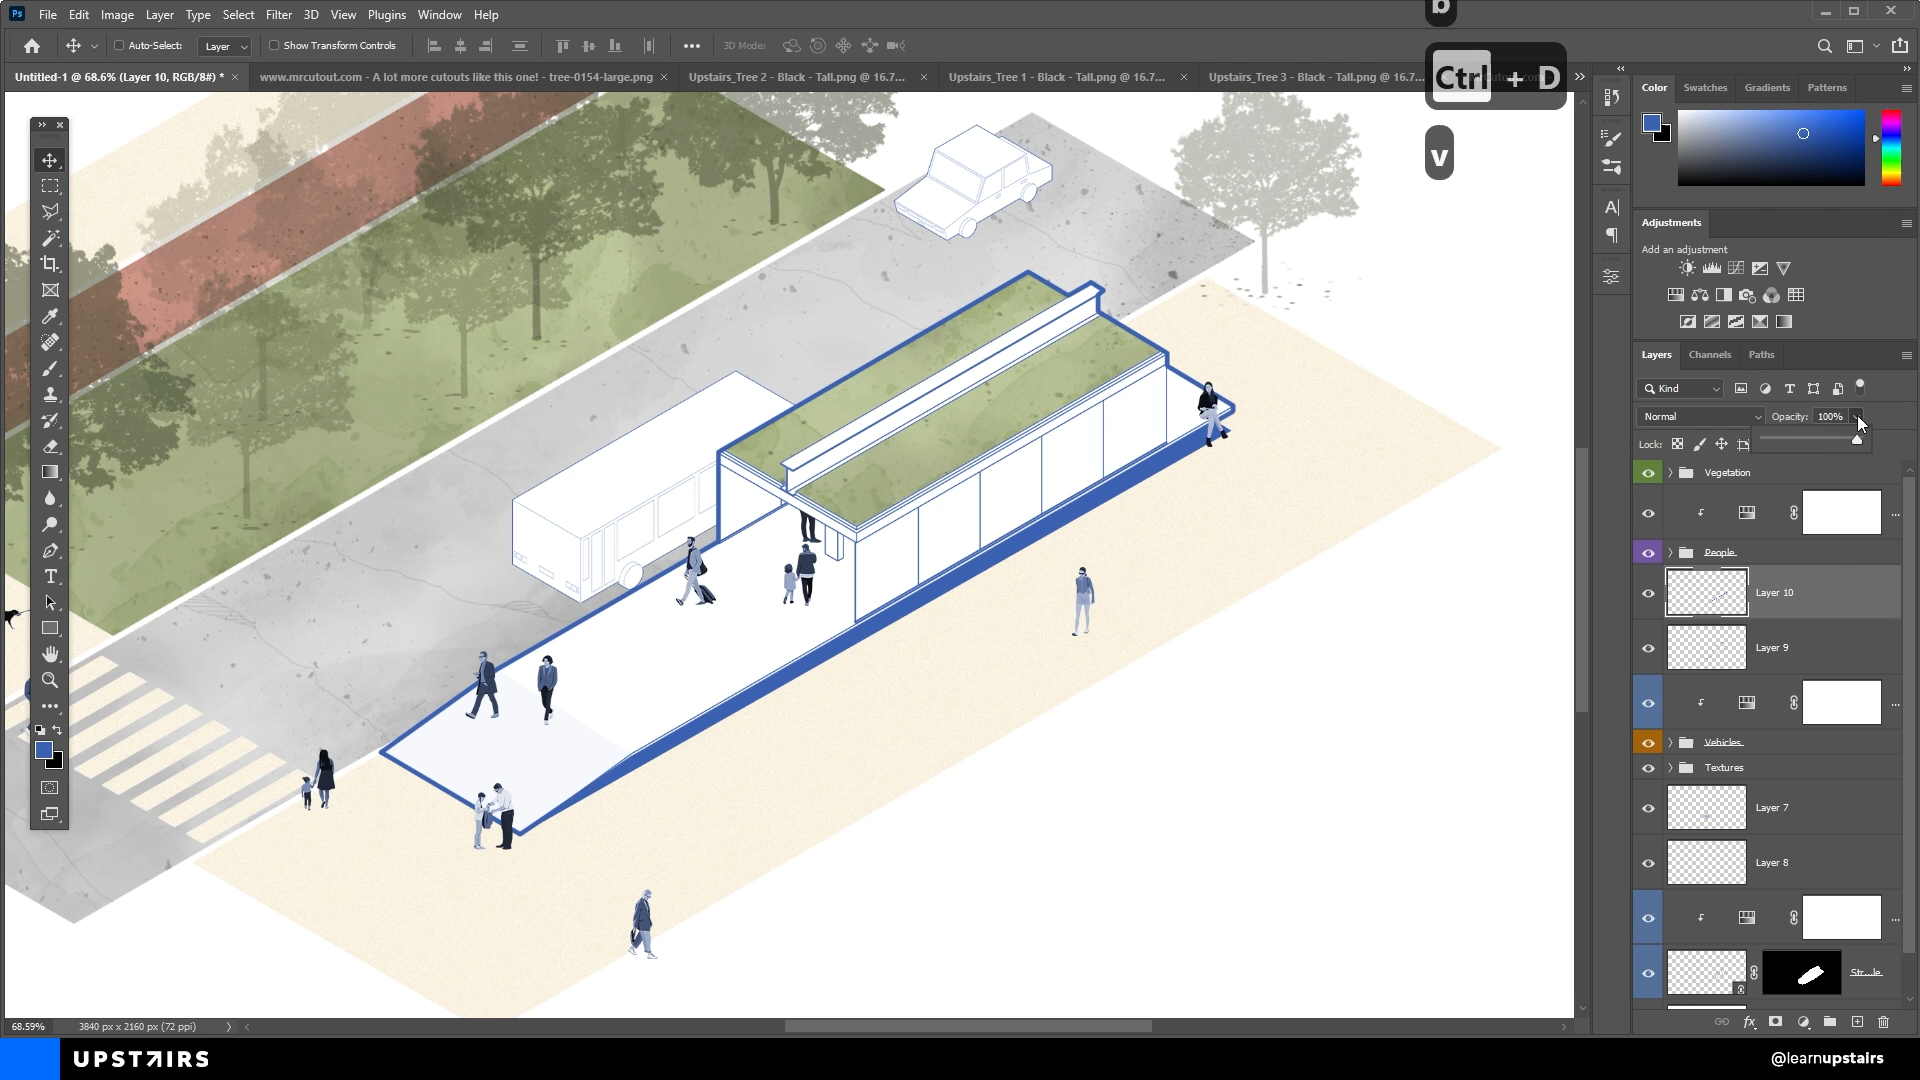 b
Ps File Edit Image Layer Type Select Filter 3D View Plugins Window Help
Auto-Select: Layer Show Transform Controls 3D Mode:
Ctrl + D
Untitled-1 @ 68.6% (Layer 10, RGB/8#) * × www.mrcutout.com - A lot more cutouts like this one! - tree-0154-large.png × Upstairs_Tree 2 - Black - Tall.png @ 16.7... × Upstairs_Tree 1 - Black - Tall.png @ 16.7... × Upstairs_Tree 3 - Black - Tall.png @ 16.7...
v
Color Swatches Gradients Patterns
Adjustments
Add an adjustment
Layers Channels Paths
Kind
Normal Opacity: 100%
Lock:
Vegetation
People
Layer 10
Layer 9
Vehicles
Textures
Layer 7
Layer 8
Str...le
68.59% 3840 px x 2160 px (72 ppi)
UPSTAIRS
@learnupstairs